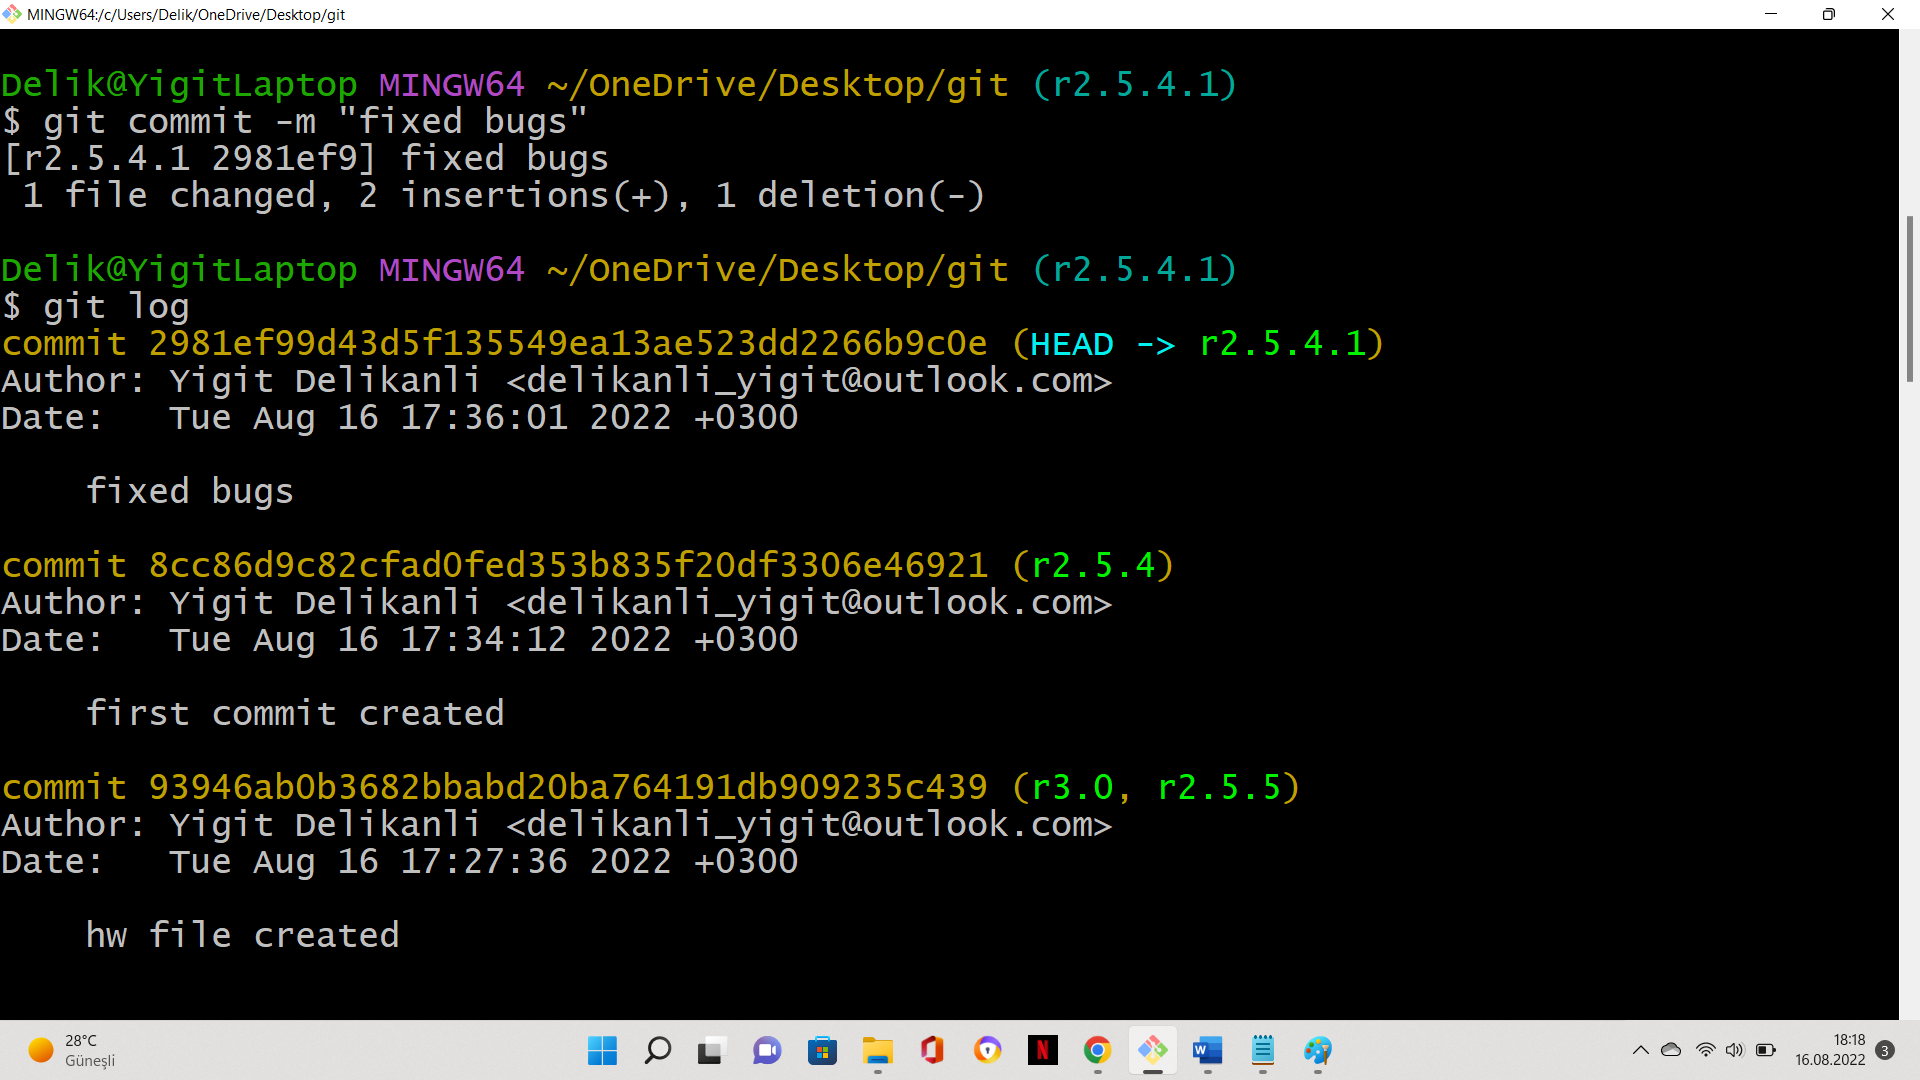 MINGW64:/c/Users/Delik/OneDrive/Desktop/git
Delik@YigitLaptop MINGW64 ~/OneDrive/Desktop/git (r2.5.4.1)
$ git commit -m "fixed bugs"
[r2.5.4.1 2981ef9] fixed bugs
 1 file changed, 2 insertions(+), 1 deletion(-)
Delik@YigitLaptop MINGW64 ~/OneDrive/Desktop/git (r2.5.4.1)
$ git log
commit 2981ef99d43d5f135549ea13ae523dd2266b9c0e (HEAD -> r2.5.4.1)
Author: Yigit Delikanli <delikanli_yigit@outlook.com>
Date:   Tue Aug 16 17:36:01 2022 +0300
    fixed bugs
commit 8cc86d9c82cfad0fed353b835f20df3306e46921 (r2.5.4)
Author: Yigit Delikanli <delikanli_yigit@outlook.com>
Date:   Tue Aug 16 17:34:12 2022 +0300
    first commit created
commit 93946ab0b3682bbabd20ba764191db909235c439 (r3.0, r2.5.5)
Author: Yigit Delikanli <delikanli_yigit@outlook.com>
Date:   Tue Aug 16 17:27:36 2022 +0300
    hw file created
28°C
Güneşli
N
W
18:18
16.08.2022
3